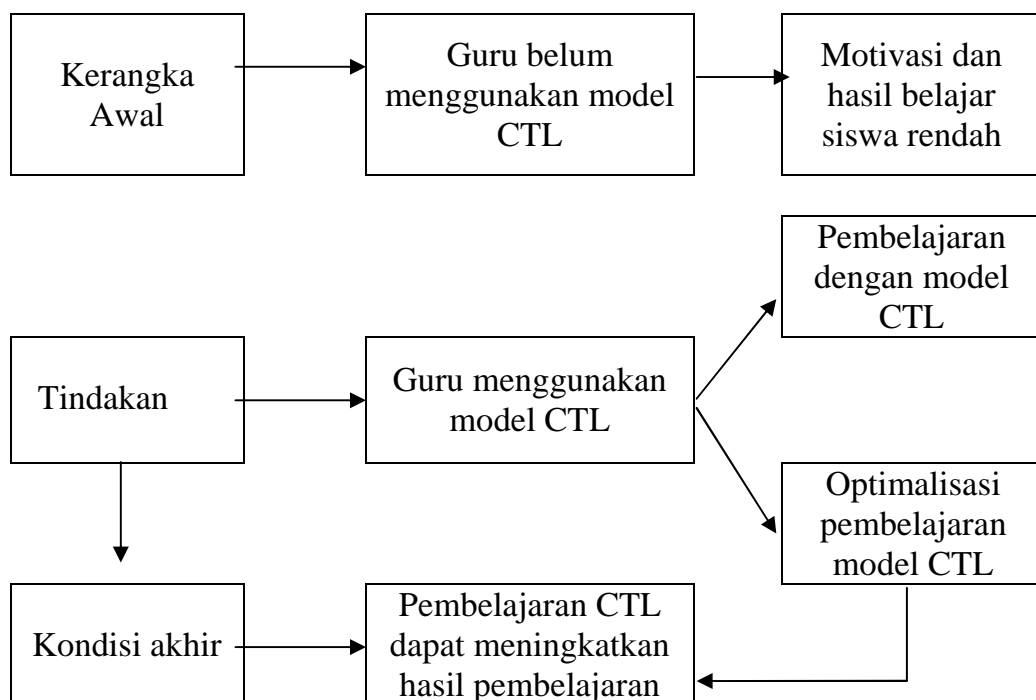 Kerangka
Awal
Guru belum
menggunakan model
CTL
Motivasi dan
hasil belajar
siswa rendah
Pembelajaran
dengan model
CTL
Tindakan
Guru menggunakan
model CTL
Optimalisasi
pembelajaran
model CTL
Kondisi akhir
Pembelajaran CTL
dapat meningkatkan
hasil pembelajaran